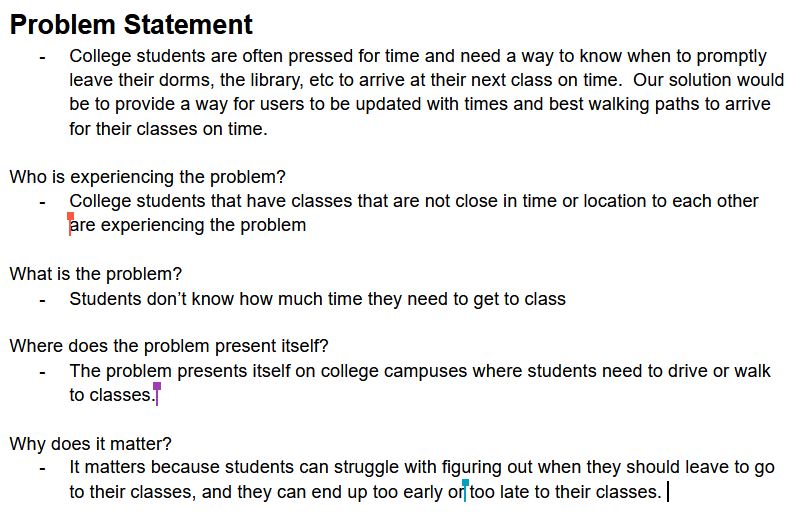 Problem Statement
- College students are often pressed for time and need a way to know when to promptly
leave their dorms, the library, etc to arrive at their next class on time. Our solution would
be to provide a way for users to be updated with times and best walking paths to arrive
for their classes on time.
Who is experiencing the problem?
- College students that have classes that are not close in time or location to each other
are experiencing the problem
What is the problem?
- Students don’t know how much time they need to get to class
Where does the problem present itself?
- The problem presents itself on college campuses where students need to drive or walk
to classes.
Why does it matter?
- It matters because students can struggle with figuring out when they should leave to go
to their classes, and they can end up too early or too late to their classes.